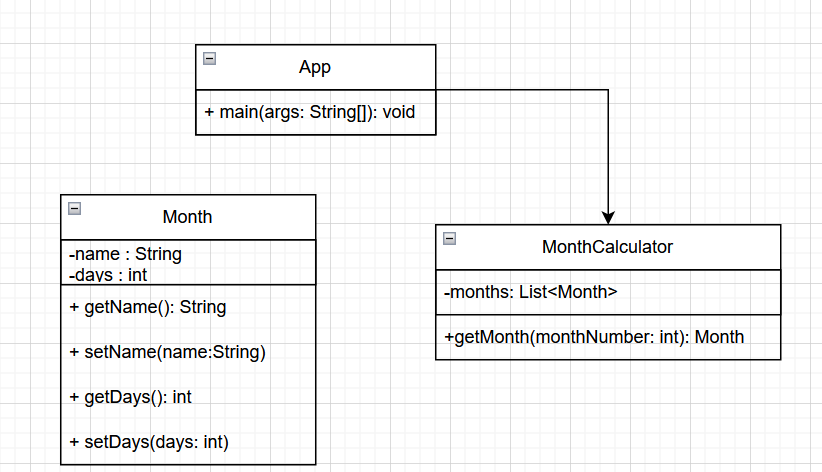 App
+ main(args: String[]): void
Month
-name : String
-days : int
+ getName(): String
+ setName(name:String)
+ getDays(): int
+ setDays(days: int)
MonthCalculator
-months: List<Month>
+getMonth(monthNumber: int): Month